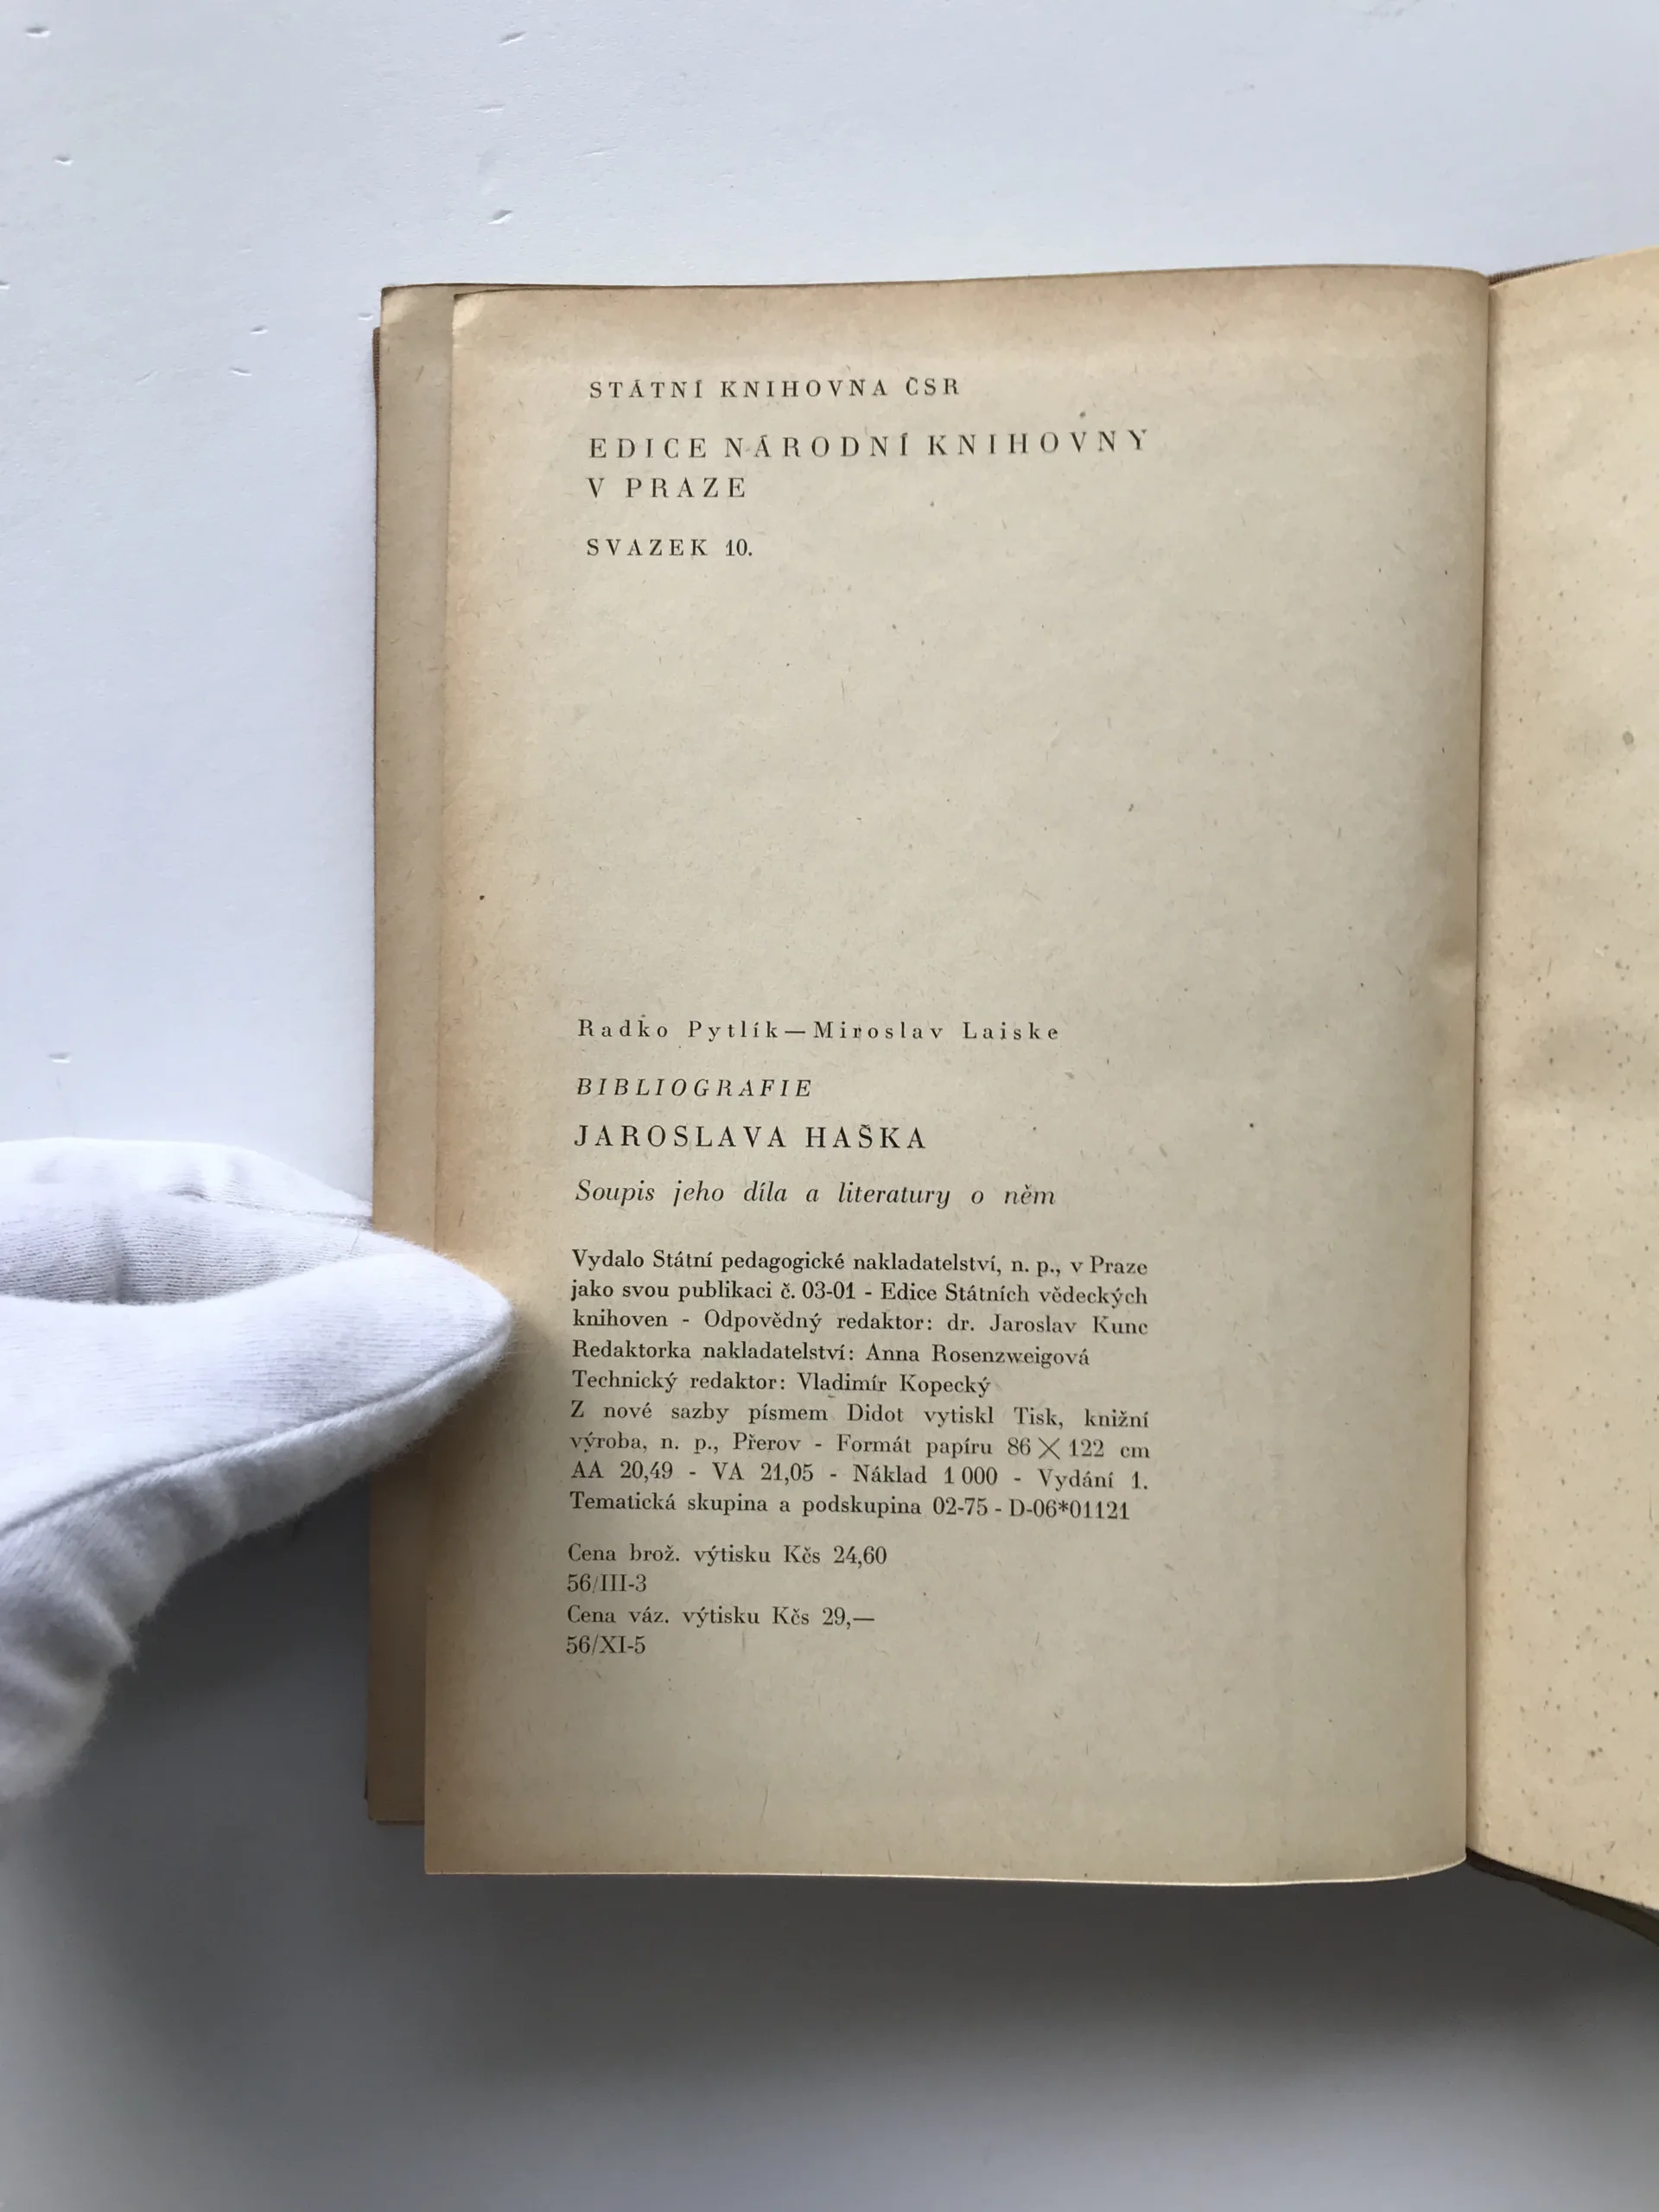 STÁTNÍ KNIHOVNA ČSR
EDICE NÁRODNÍ KNIHOVNY
V PRAZE
SVAZEK 10.
Radko Pytlík — Miroslav Laiske
BIBLIOGRAFIE
JAROSLAVA HAŠKA
Soupis jeho díla a literatury o něm
Vydalo Státní pedagogické nakladatelství, n. p., v Praze
jako svou publikaci č. 03-01 - Edice Státních vědeckých
knihoven - Odpovědný redaktor: dr. Jaroslav Kunc
Redaktorka nakladatelství: Anna Rosenzweigová
Technický redaktor: Vladimír Kopecký
Z nové sazby písmem Didot vytiskl Tisk, knižní
výroba, n. p., Přerov - Formát papíru 86 × 122 cm
AA 20,49 - VA 21,05 - Náklad 1 000 - Vydání 1.
Tematická skupina a podskupina 02-75 - D-06*01121
Cena brož. výtisku Kčs 24,60
56/III-3
Cena váz. výtisku Kčs 29,—
56/XI-5